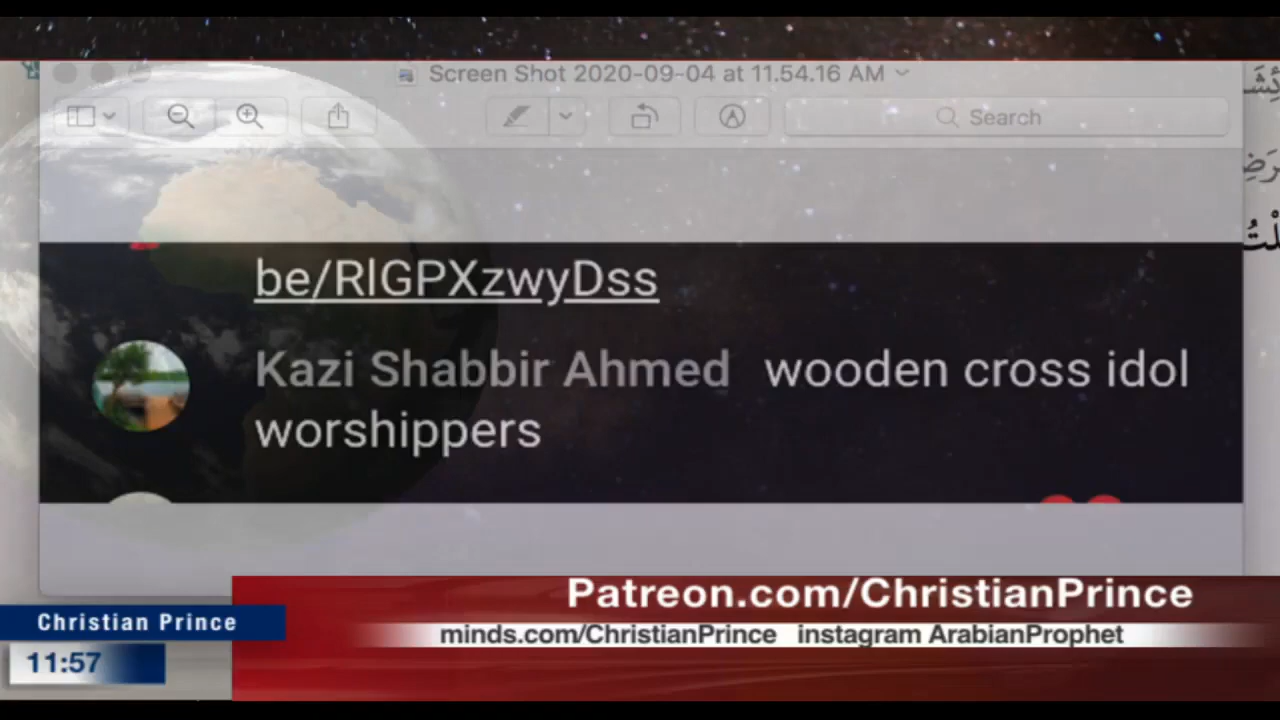 Screen Shot 2020-09-04 at 11.54.16 AM
Search
be/RlGPXzwyDss
Kazi Shabbir Ahmed wooden cross idol
worshippers
Patreon.com/ChristianPrince
Christian Prince
minds.com/ChristianPrince instagram ArabianProphet
11:57